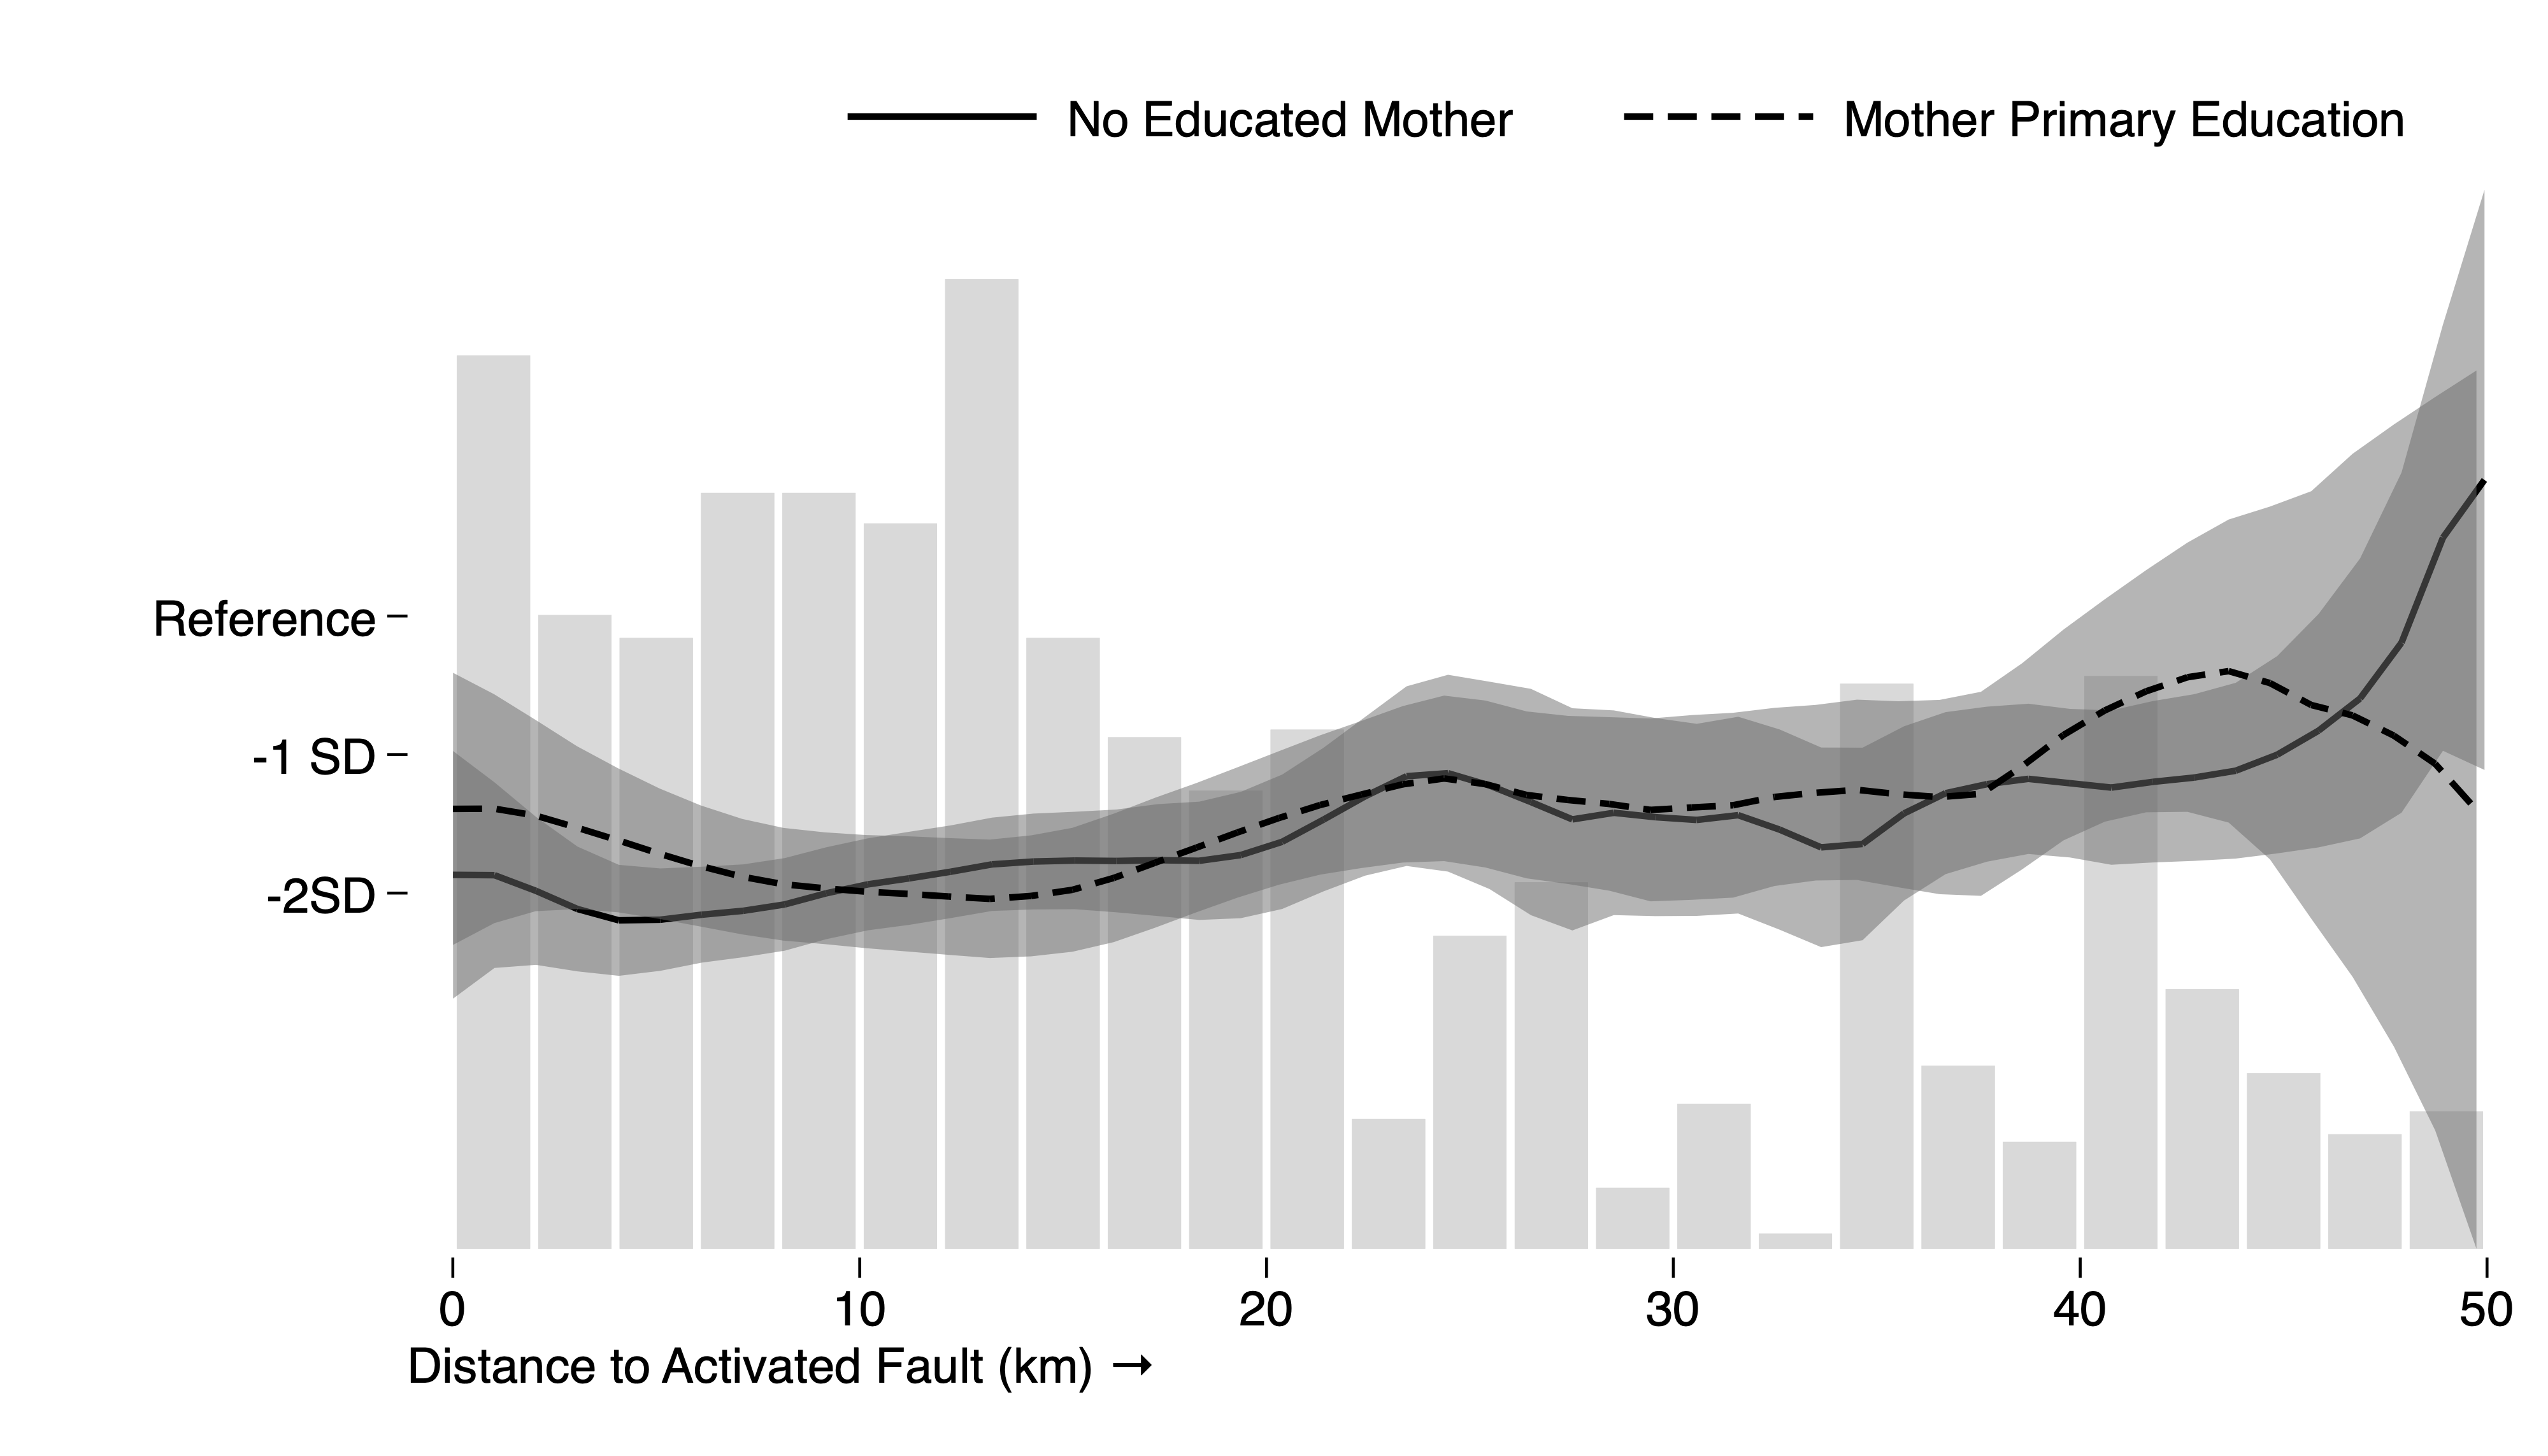 No Educated Mother
Mother Primary Education
Reference
-1 SD
-2SD
0 10 20 30 40 50
Distance to Activated Fault (km) →